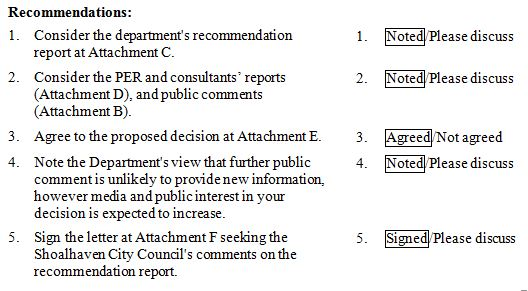 Recommendations:
1. Consider the department's recommendation 1. Noted/Please discuss
report at Attachment C.
2. Consider the PER and consultants' reports 2. Noted/Please discuss
(Attachment D), and public comments
(Attachment B).
3. Agree to the proposed decision at Attachment E. 3. Agreed/Not agreed
4. Note the Department's view that further public 4. Noted/Please discuss
comment is unlikely to provide new information,
however media and public interest in your
decision is expected to increase.
5. Sign the letter at Attachment F seeking the 5. Signed/Please discuss
Shoalhaven City Council's comments on the
recommendation report.